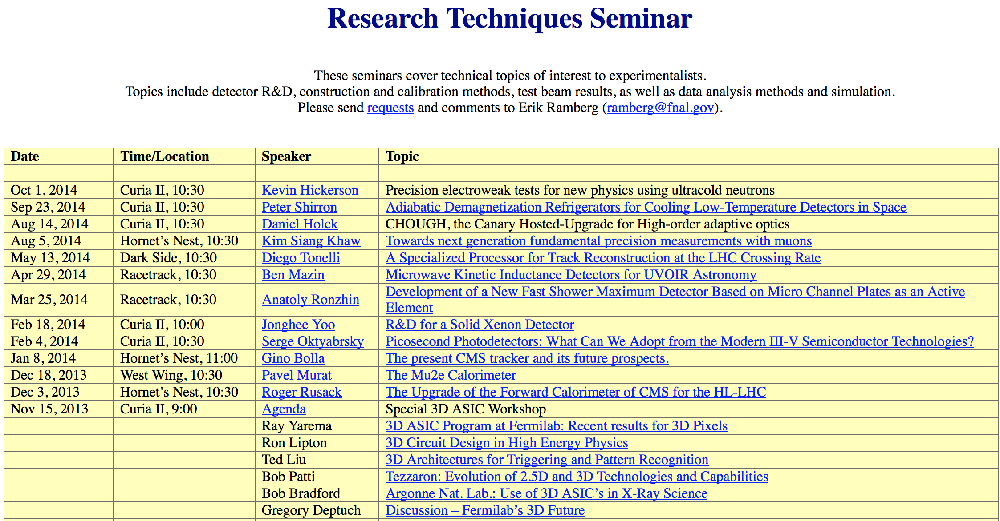 Research Techniques Seminar
These seminars cover technical topics of interest to experimentalists.
Topics include detector R&D, construction and calibration methods, test beam results, as well as data analysis methods and simulation.
Please send requests and comments to Erik Ramberg (ramberg@fnal.gov).
Date Time/Location Speaker Topic
Oct 1, 2014 Curia II, 10:30 Kevin Hickerson Precision electroweak tests for new physics using ultracold neutrons
Sep 23, 2014 Curia II, 10:30 Peter Shirron Adiabatic Demagnetization Refrigerators for Cooling Low-Temperature Detectors in Space
Aug 14, 2014 Curia II, 10:30 Daniel Holck CHOUGH, the Canary Hosted-Upgrade for High-order adaptive optics
Aug 5, 2014 Hornet’s Nest, 10:30 Kim Siang Khaw Towards next generation fundamental precision measurements with muons
May 13, 2014 Dark Side, 10:30 Diego Tonelli A Specialized Processor for Track Reconstruction at the LHC Crossing Rate
Apr 29, 2014 Racetrack, 10:30 Ben Mazin Microwave Kinetic Inductance Detectors for UVOIR Astronomy
Mar 25, 2014 Racetrack, 10:30 Anatoly Ronzhin Development of a New Fast Shower Maximum Detector Based on Micro Channel Plates as an Active
Element
Feb 18, 2014 Curia II, 10:00 Jonghee Yoo R&D for a Solid Xenon Detector
Feb 4, 2014 Curia II, 10:30 Serge Oktyabrsky Picosecond Photodetectors: What Can We Adopt from the Modern III-V Semiconductor Technologies?
Jan 8, 2014 Hornet’s Nest, 11:00 Gino Bolla The present CMS tracker and its future prospects.
Dec 18, 2013 West Wing, 10:30 Pavel Murat The Mu2e Calorimeter
Dec 3, 2013 Hornet’s Nest, 10:30 Roger Rusack The Upgrade of the Forward Calorimeter of CMS for the HL-LHC
Nov 15, 2013 Curia II, 9:00 Agenda Special 3D ASIC Workshop
Ray Yarema 3D ASIC Program at Fermilab: Recent results for 3D Pixels
Ron Lipton 3D Circuit Design in High Energy Physics
Ted Liu 3D Architectures for Triggering and Pattern Recognition
Bob Patti Tezzaron: Evolution of 2.5D and 3D Technologies and Capabilities
Bob Bradford Argonne Nat. Lab.: Use of 3D ASIC’s in X-Ray Science
Gregory Deptuch Discussion – Fermilab’s 3D Future